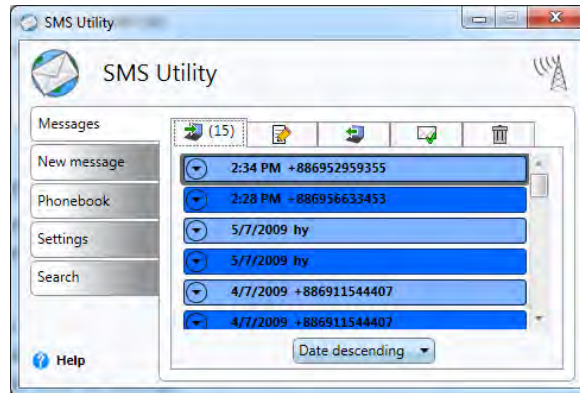 SMS Utility
SMS Utility
Messages
(15)
New message
2:34 PM +886952959355
2:28 PM +886956633453
Phonebook
5/7/2009 hy
Settings
5/7/2009 hy
Search
4/7/2009 +886911544407
4/7/2009 +886911544407
Date descending
Help